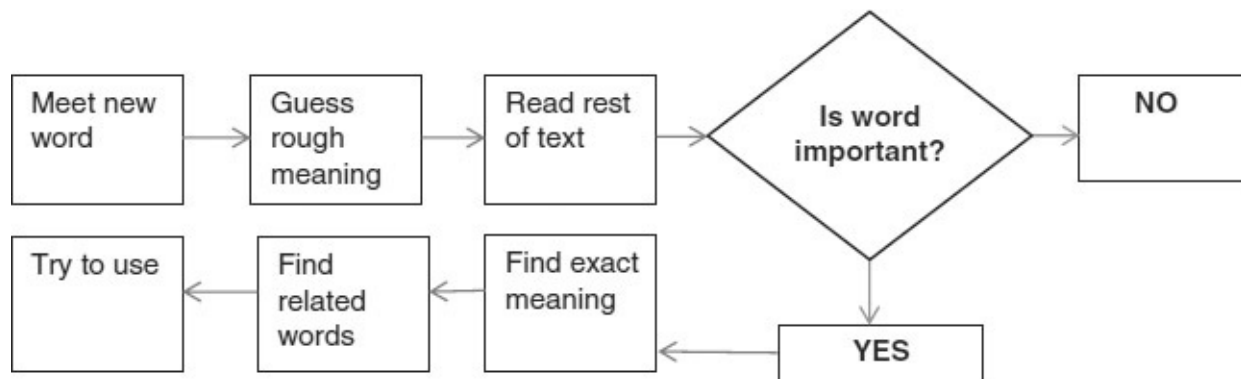 Meet new
word
Guess
rough
meaning
Read rest
of text
Is word
important?
NO
YES
Find exact
meaning
Find
related
words
Try to use